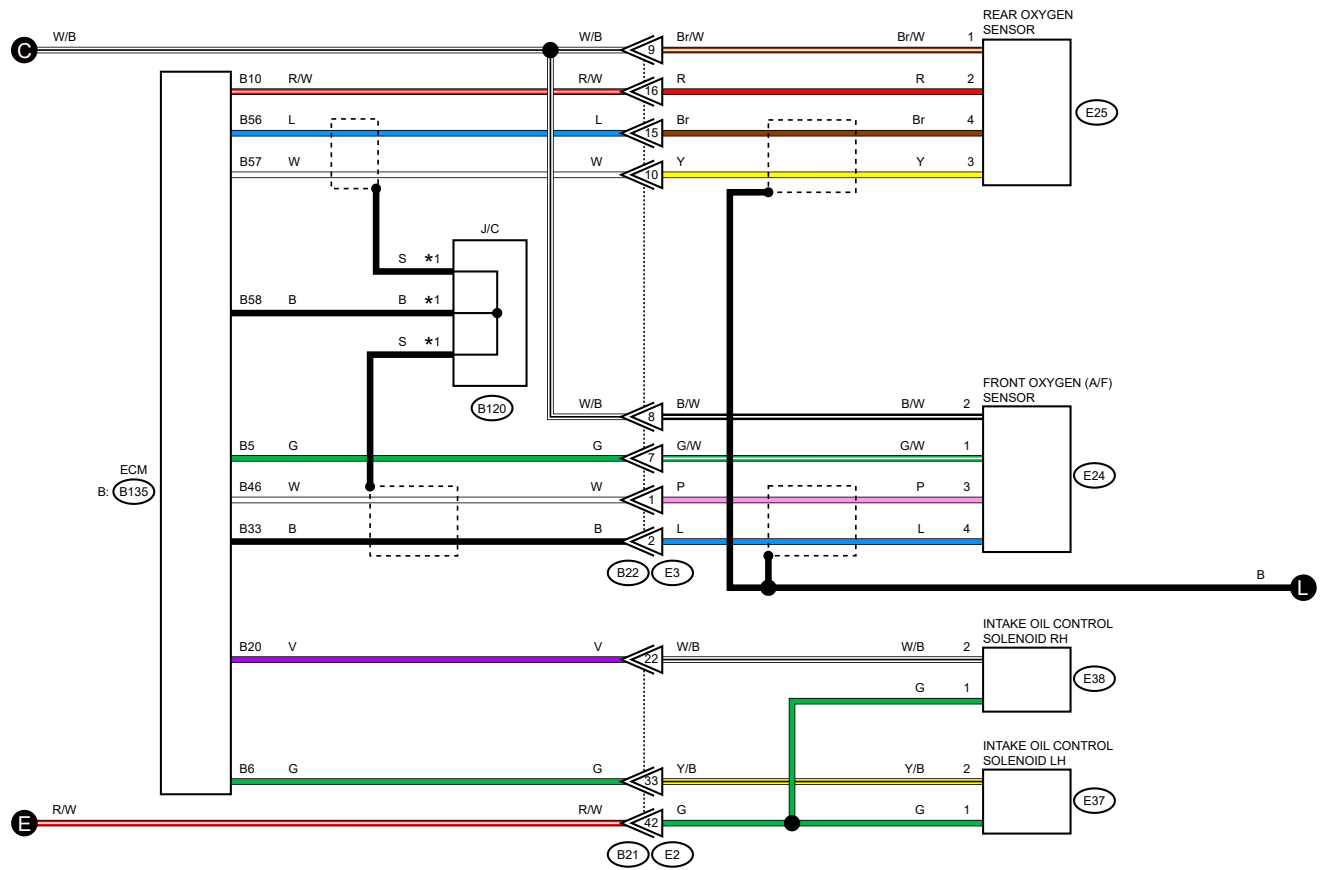 REAR OXYGEN
SENSOR
C W/B W/B 9 Br/W Br/W 1
B10 R/W R/W 16 R R 2
E25
B56 L L 15 Br Br 4
B57 W W 10 Y Y 3
J/C
S *1
B58 B B *1
S *1
B120
FRONT OXYGEN (A/F)
SENSOR
W/B 8 B/W B/W 2
B5 G G 7 G/W G/W 1
ECM
B: B135
E24
B46 W W 1 P P 3
B33 B B 2 L L 4
B22 E3
B L
INTAKE OIL CONTROL
SOLENOID RH
B20 V V 22 W/B W/B 2
E38
G 1
INTAKE OIL CONTROL
SOLENOID LH
B6 G G 33 Y/B Y/B 2
E37
E R/W R/W 42 G G 1
B21 E2